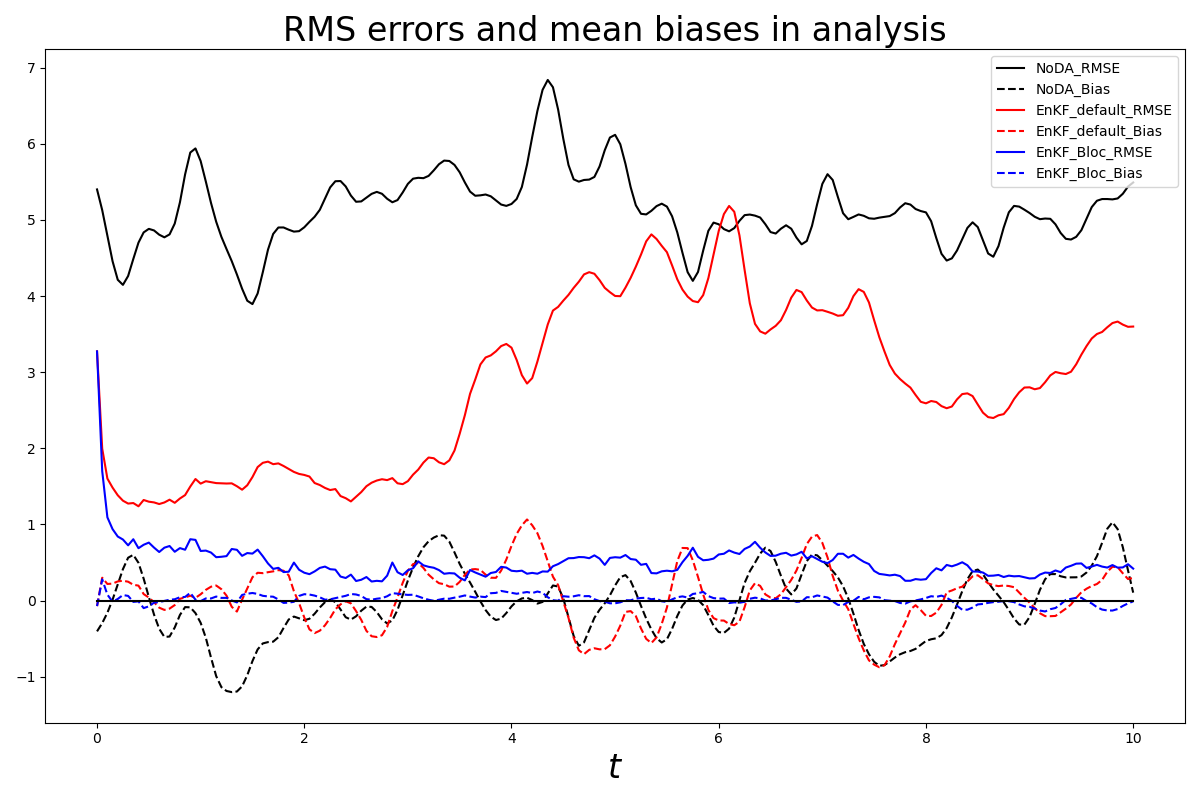 RMS errors and mean biases in analysis
7
6
5
4
3
2
1
0
−1
NoDA_RMSE
NoDA_Bias
EnKF_default_RMSE
EnKF_default_Bias
EnKF_Bloc_RMSE
EnKF_Bloc_Bias
0 2 4 6 8 10
t